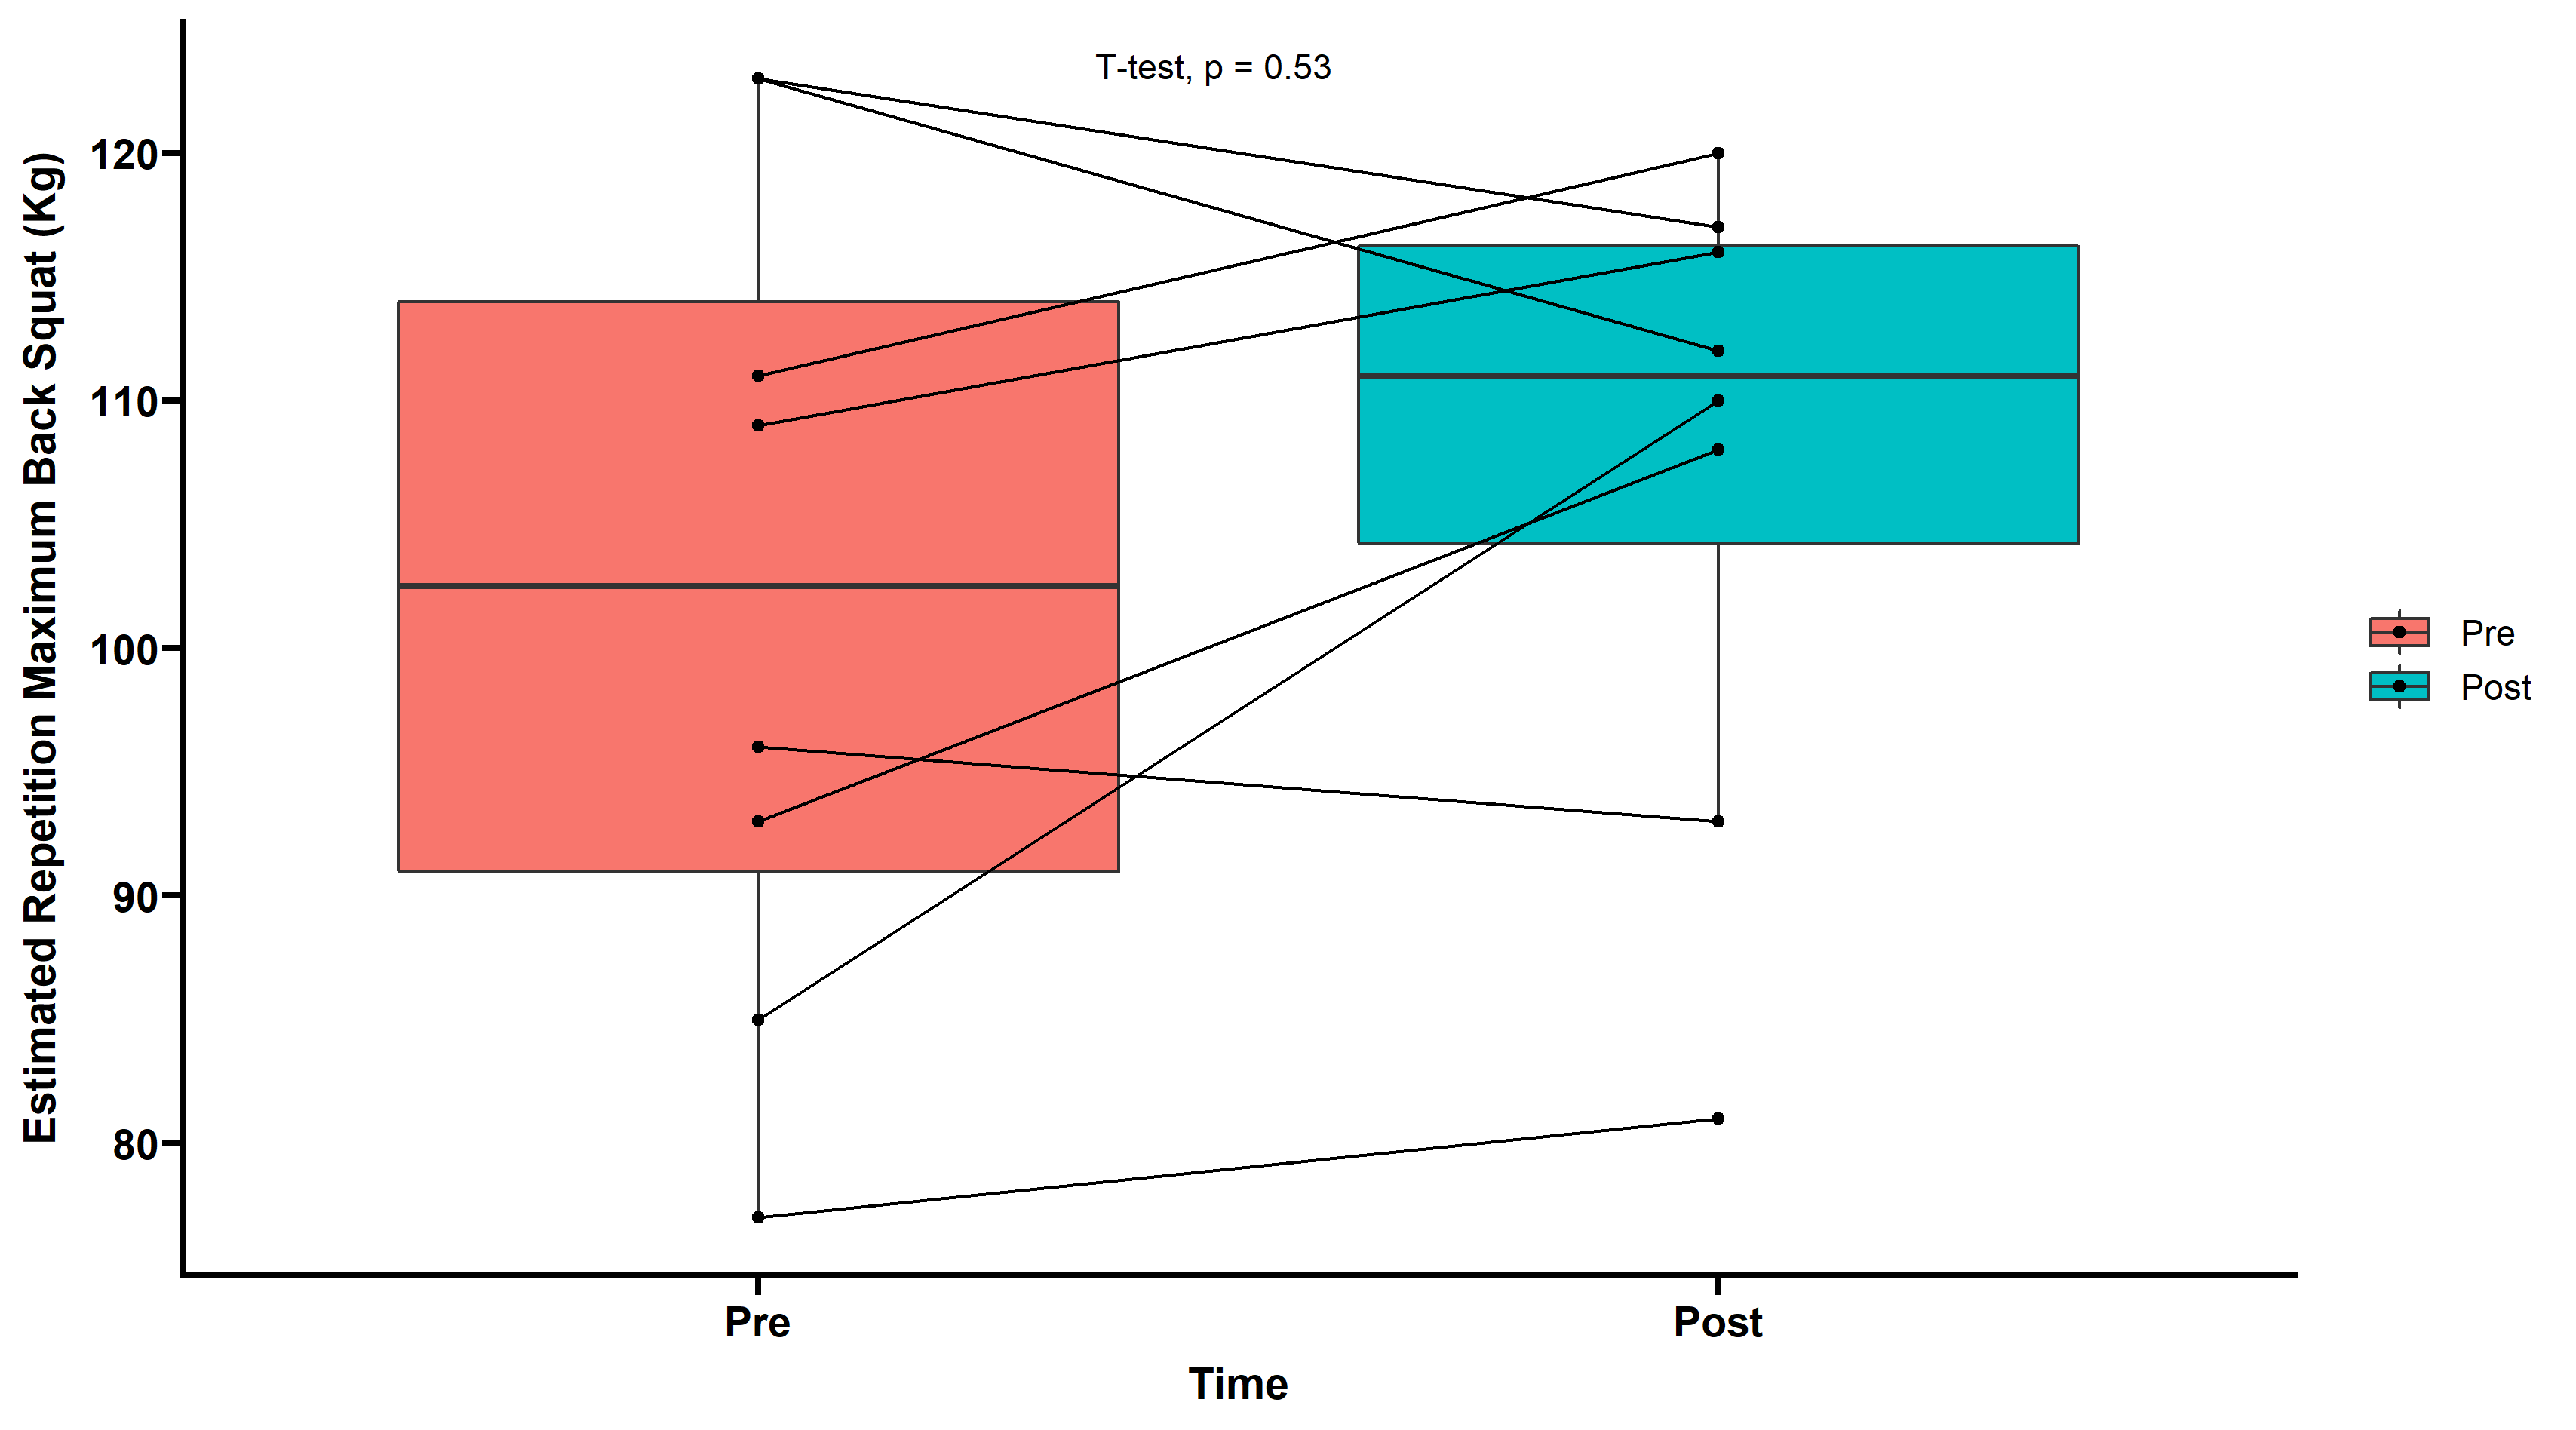 T-test, p = 0.53
Estimated Repetition Maximum Back Squat (Kg)
120
110
100
90
80
Pre
Post
Time
Pre
Post